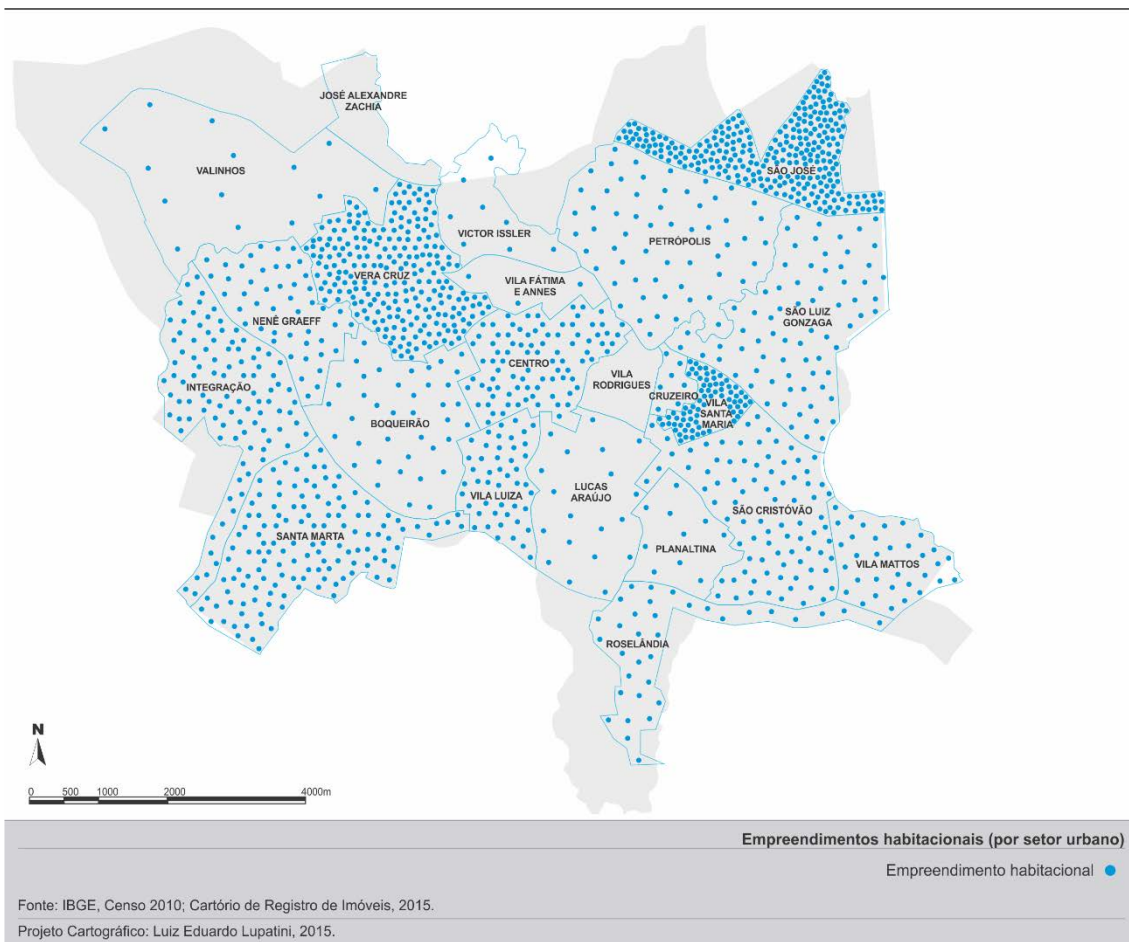 JOSÉ ALEXANDRE
ZACHIA
VALINHOS
SÃO JOSÉ
VICTOR ISSLER
PETRÓPOLIS
VERA CRUZ
VILA FÁTIMA
E ANNES
NENÊ GRAEFF
SÃO LUIZ
GONZAGA
CENTRO
INTEGRAÇÃO
VILA
RODRIGUES
CRUZEIRO
VILA
SANTA
MARIA
BOQUEIRÃO
LUCAS
ARAÚJO
VILA LUIZA
SÃO CRISTÓVÃO
SANTA MARTA
PLANALTINA
VILA MATTOS
ROSELÂNDIA
N
0 500 1000 2000 4000m
Empreendimentos habitacionais (por setor urbano)
Empreendimento habitacional
Fonte: IBGE, Censo 2010; Cartório de Registro de Imóveis, 2015.
Projeto Cartográfico: Luiz Eduardo Lupatini, 2015.